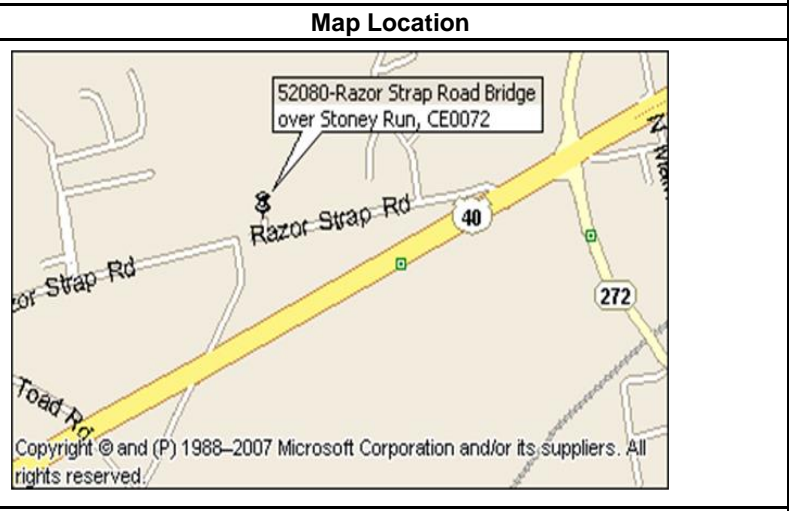 Map Location
52080-Razor Strap Road Bridge
over Stoney Run, CE0072
Razor Strap Rd
40
zor Strap Rd
272
N Main
Toad Rd
Copyright © and (P) 1988–2007 Microsoft Corporation and/or its suppliers. All
rights reserved.